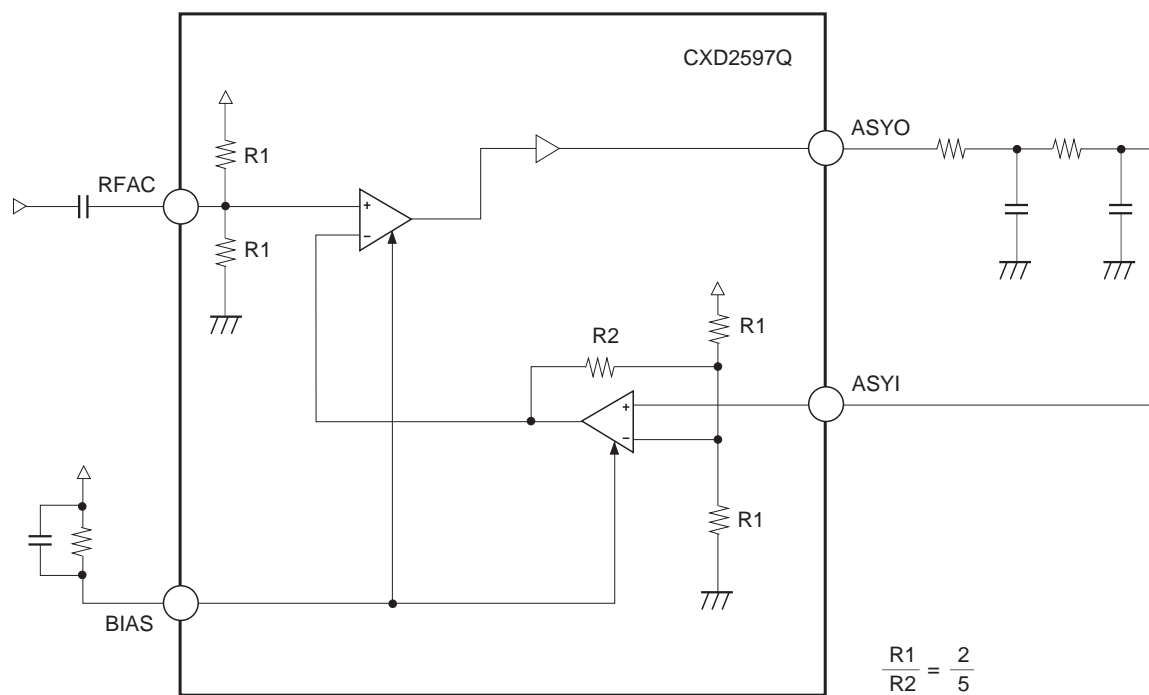 CXD2597Q
ASYO
R1
RFAC
+
−
R1
R1
R2
ASYI
+
−
R1
BIAS
R1/R2 = 2/5